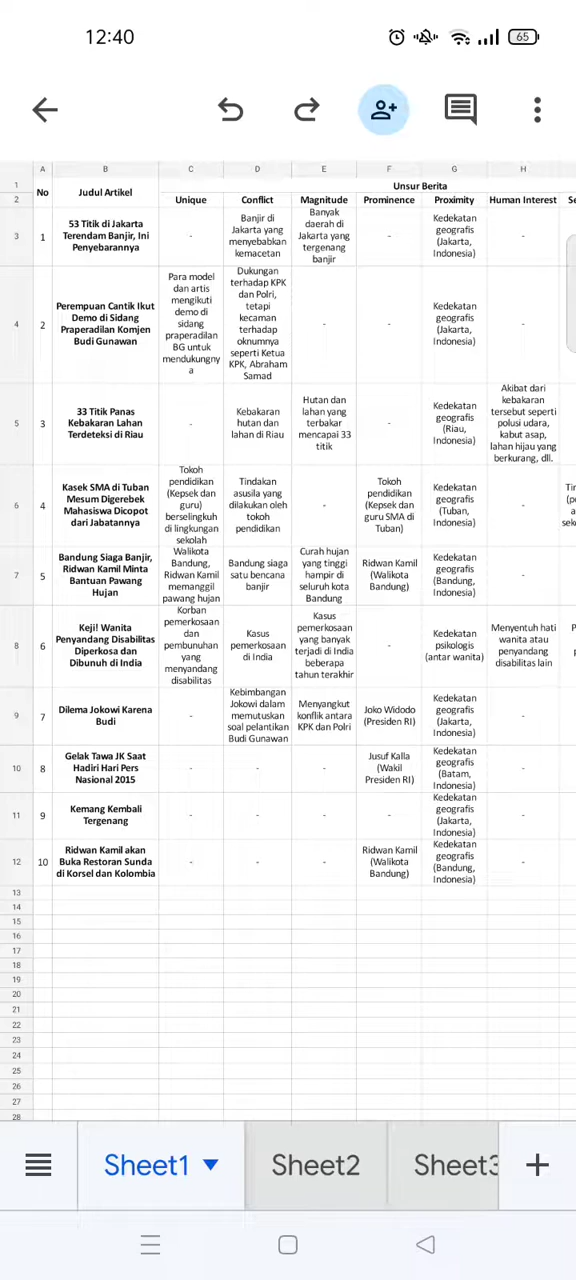 12:40
65
A B C D E F G H
1 No Judul Artikel Unsur Berita
2 Unique Conflict Magnitude Prominence Proximity Human Interest
3 1
53 Titik di Jakarta
Terendam Banjir, Ini
Penyebarannya
-
Banjir di
Jakarta yang
menyebabkan
kemacetan
Banyak
daerah di
Jakarta yang
tergenang
banjir
-
Kedekatan
geografis
(Jakarta,
Indonesia)
-
4 2
Perempuan Cantik Ikut
Demo di Sidang
Praperadilan Komjen
Budi Gunawan
Para model
dan artis
mengikuti
demo di
sidang
praperadilan
BG untuk
mendukungny
a
Dukungan
terhadap KPK
dan Polri,
tetapi
kecaman
terhadap
oknumnya
seperti Ketua
KPK, Abraham
Samad
-
-
Kedekatan
geografis
(Jakarta,
Indonesia)
-
5 3
33 Titik Panas
Kebakaran Lahan
Terdeteksi di Riau
-
Kebakaran
hutan dan
lahan di Riau
Hutan dan
lahan yang
terbakar
mencapai 33
titik
-
Kedekatan
geografis
(Riau,
Indonesia)
Akibat dari
kebakaran
tersebut seperti
polusi udara,
kabut asap,
lahan hijau yang
berkurang, dll.
6 4
Kasek SMA di Tuban
Mesum Digerebek
Mahasiswa Dicopot
dari Jabatannya
Tokoh
pendidikan
(Kepsek dan
guru)
berselingkuh
di lingkungan
sekolah
Tindakan
asusila yang
dilakukan oleh
tokoh
pendidikan
-
Tokoh
pendidikan
(Kepsek dan
guru SMA di
Tuban)
Kedekatan
geografis
(Tuban,
Indonesia)
-
7 5
Bandung Siaga Banjir,
Ridwan Kamil Minta
Bantuan Pawang
Hujan
Walikota
Bandung,
Ridwan Kamil
memanggil
pawang hujan
Bandung siaga
satu bencana
banjir
Curah hujan
yang tinggi
hampir di
seluruh kota
Bandung
Ridwan Kamil
(Walikota
Bandung)
Kedekatan
geografis
(Bandung,
Indonesia)
-
8 6
Keji! Wanita
Penyandang Disabilitas
Diperkosa dan
Dibunuh di India
Korban
pemerkosaan
dan
pembunuhan
yang
menyandang
disabilitas
Kasus
pemerkosaan
di India
Kasus
pemerkosaan
yang banyak
terjadi di India
beberapa
tahun terakhir
-
Kedekatan
psikologis
(antar wanita)
Menyentuh hati
wanita atau
penyandang
disabilitas lain
9 7
Dilema Jokowi Karena
Budi
-
Kebimbangan
Jokowi dalam
memutuskan
soal pelantikan
Budi Gunawan
Menyangkut
konflik antara
KPK dan Polri
Joko Widodo
(Presiden RI)
Kedekatan
geografis
(Jakarta,
Indonesia)
-
10 8
Gelak Tawa JK Saat
Hadiri Hari Pers
Nasional 2015
-
-
-
Jusuf Kalla
(Wakil
Presiden RI)
Kedekatan
geografis
(Batam,
Indonesia)
-
11 9
Kemang Kembali
Tergenang
-
-
-
-
Kedekatan
geografis
(Jakarta,
Indonesia)
-
12 10
Ridwan Kamil akan
Buka Restoran Sunda
di Korsel dan Kolombia
-
-
-
Ridwan Kamil
(Walikota
Bandung)
Kedekatan
geografis
(Bandung,
Indonesia)
-
13
14
15
16
17
18
19
20
21
22
23
24
25
26
27
28
Sheet1 Sheet2 Sheet3